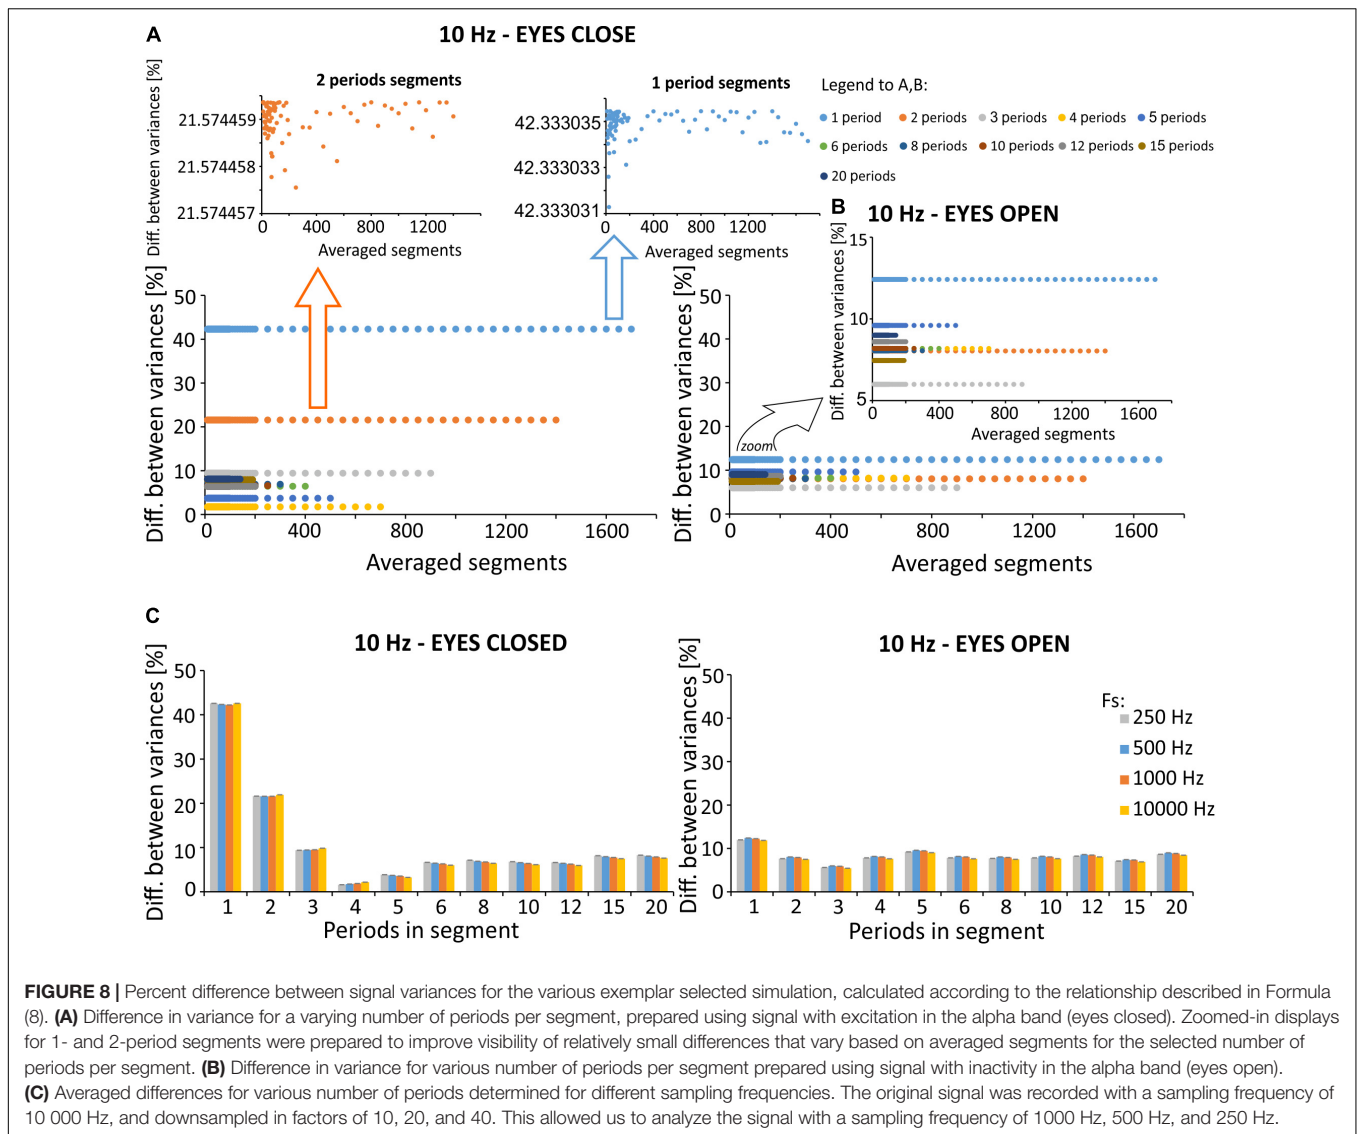 A
10 Hz - EYES CLOSE
2 periods segments
Diff. between variances [%]
21.574459
21.574458
21.574457
0 400 800 1200
Averaged segments
1 period segments
42.333035
42.333033
42.333031
0 400 800 1200
Averaged segments
Legend to A,B:
1 period 2 periods 3 periods 4 periods 5 periods
6 periods 8 periods 10 periods 12 periods 15 periods
20 periods
Diff. between variances [%]
50
40
30
20
10
0
0 400 800 1200 1600
Averaged segments
B
10 Hz - EYES OPEN
Diff. between variances [%]
15
10
5
0 400 800 1200 1600
Averaged segments
Diff. between variances [%]
50
40
30
20
10
0
zoom
0 400 800 1200 1600
Averaged segments
C
10 Hz - EYES CLOSED
Diff. between variances [%]
50
40
30
20
10
0
1 2 3 4 5 6 8 10 12 15 20
Periods in segment
10 Hz - EYES OPEN
Diff. between variances [%]
50
40
30
20
10
0
1 2 3 4 5 6 8 10 12 15 20
Periods in segment
Fs:
250 Hz
500 Hz
1000 Hz
10000 Hz
FIGURE 8 | Percent difference between signal variances for the various exemplar selected simulation, calculated according to the relationship described in Formula
(8). (A) Difference in variance for a varying number of periods per segment, prepared using signal with excitation in the alpha band (eyes closed). Zoomed-in displays
for 1- and 2-period segments were prepared to improve visibility of relatively small differences that vary based on averaged segments for the selected number of
periods per segment. (B) Difference in variance for various number of periods per segment prepared using signal with inactivity in the alpha band (eyes open).
(C) Averaged differences for various number of periods determined for different sampling frequencies. The original signal was recorded with a sampling frequency of
10 000 Hz, and downsampled in factors of 10, 20, and 40. This allowed us to analyze the signal with a sampling frequency of 1000 Hz, 500 Hz, and 250 Hz.